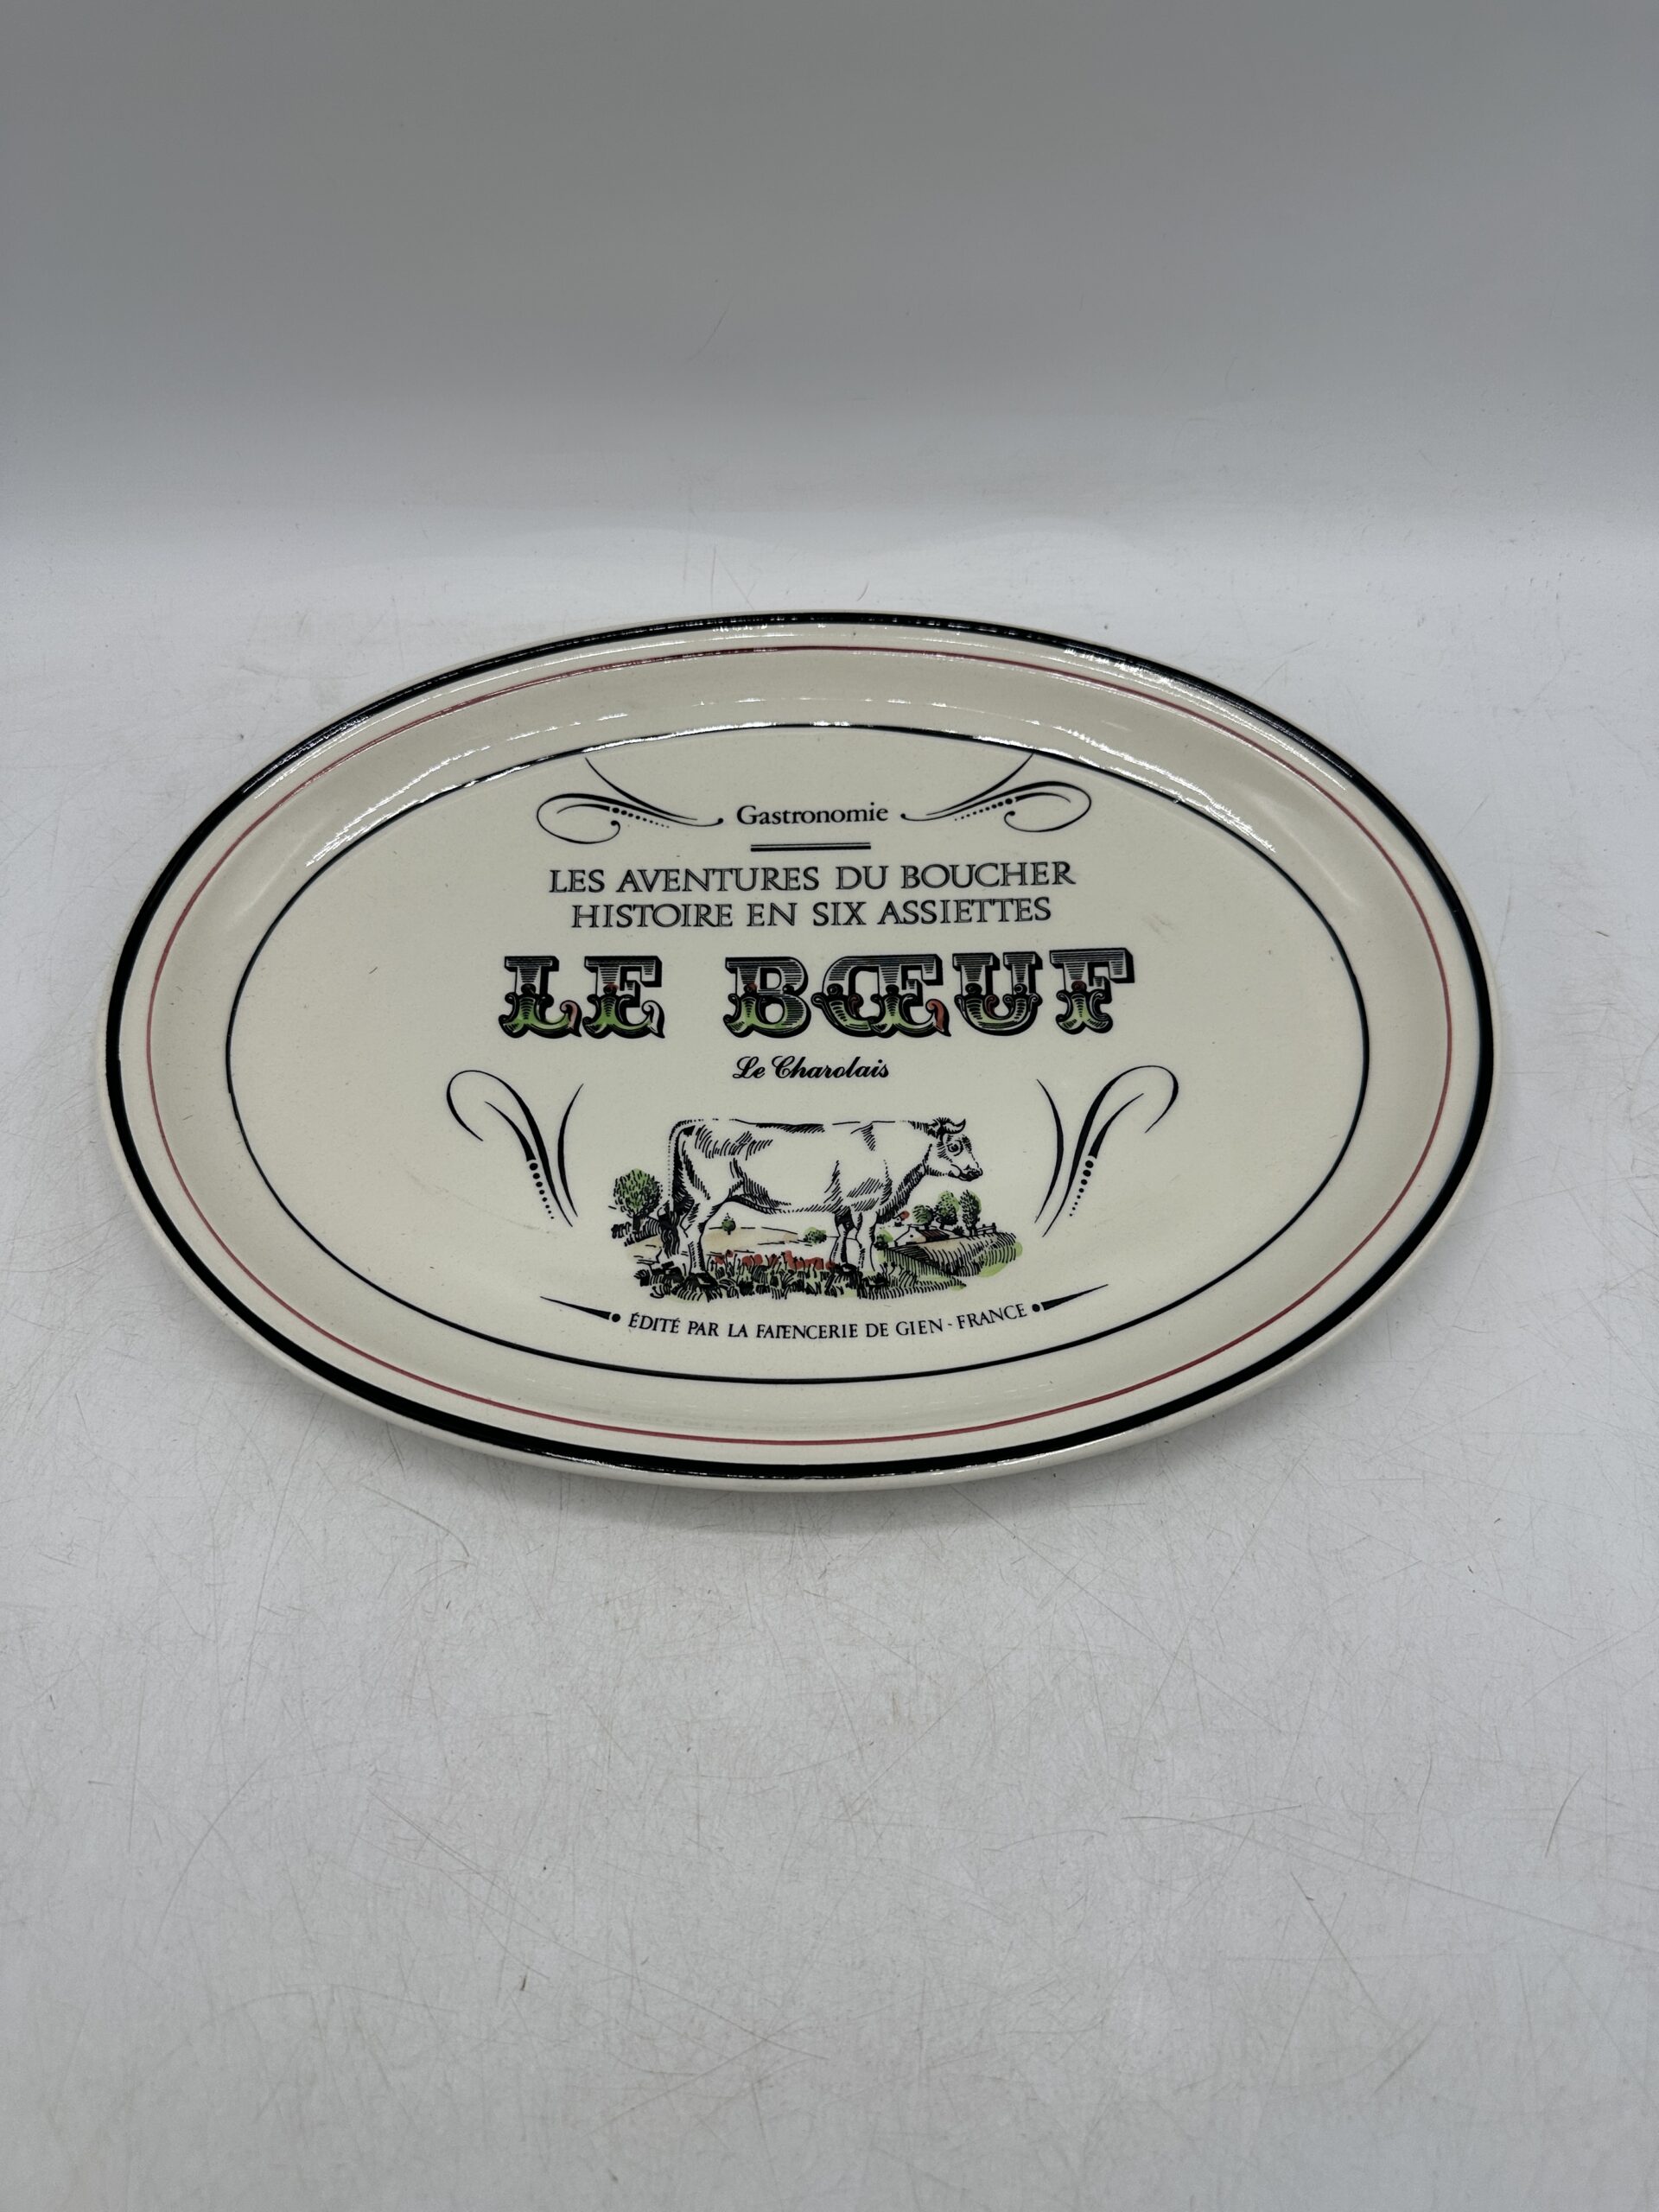 Gastronomie
LES AVENTURES DU BOUCHER
HISTOIRE EN SIX ASSIETTES
LE BŒUF
Le Charolais
ÉDITÉ PAR LA FAÏENCERIE DE GIEN - FRANCE